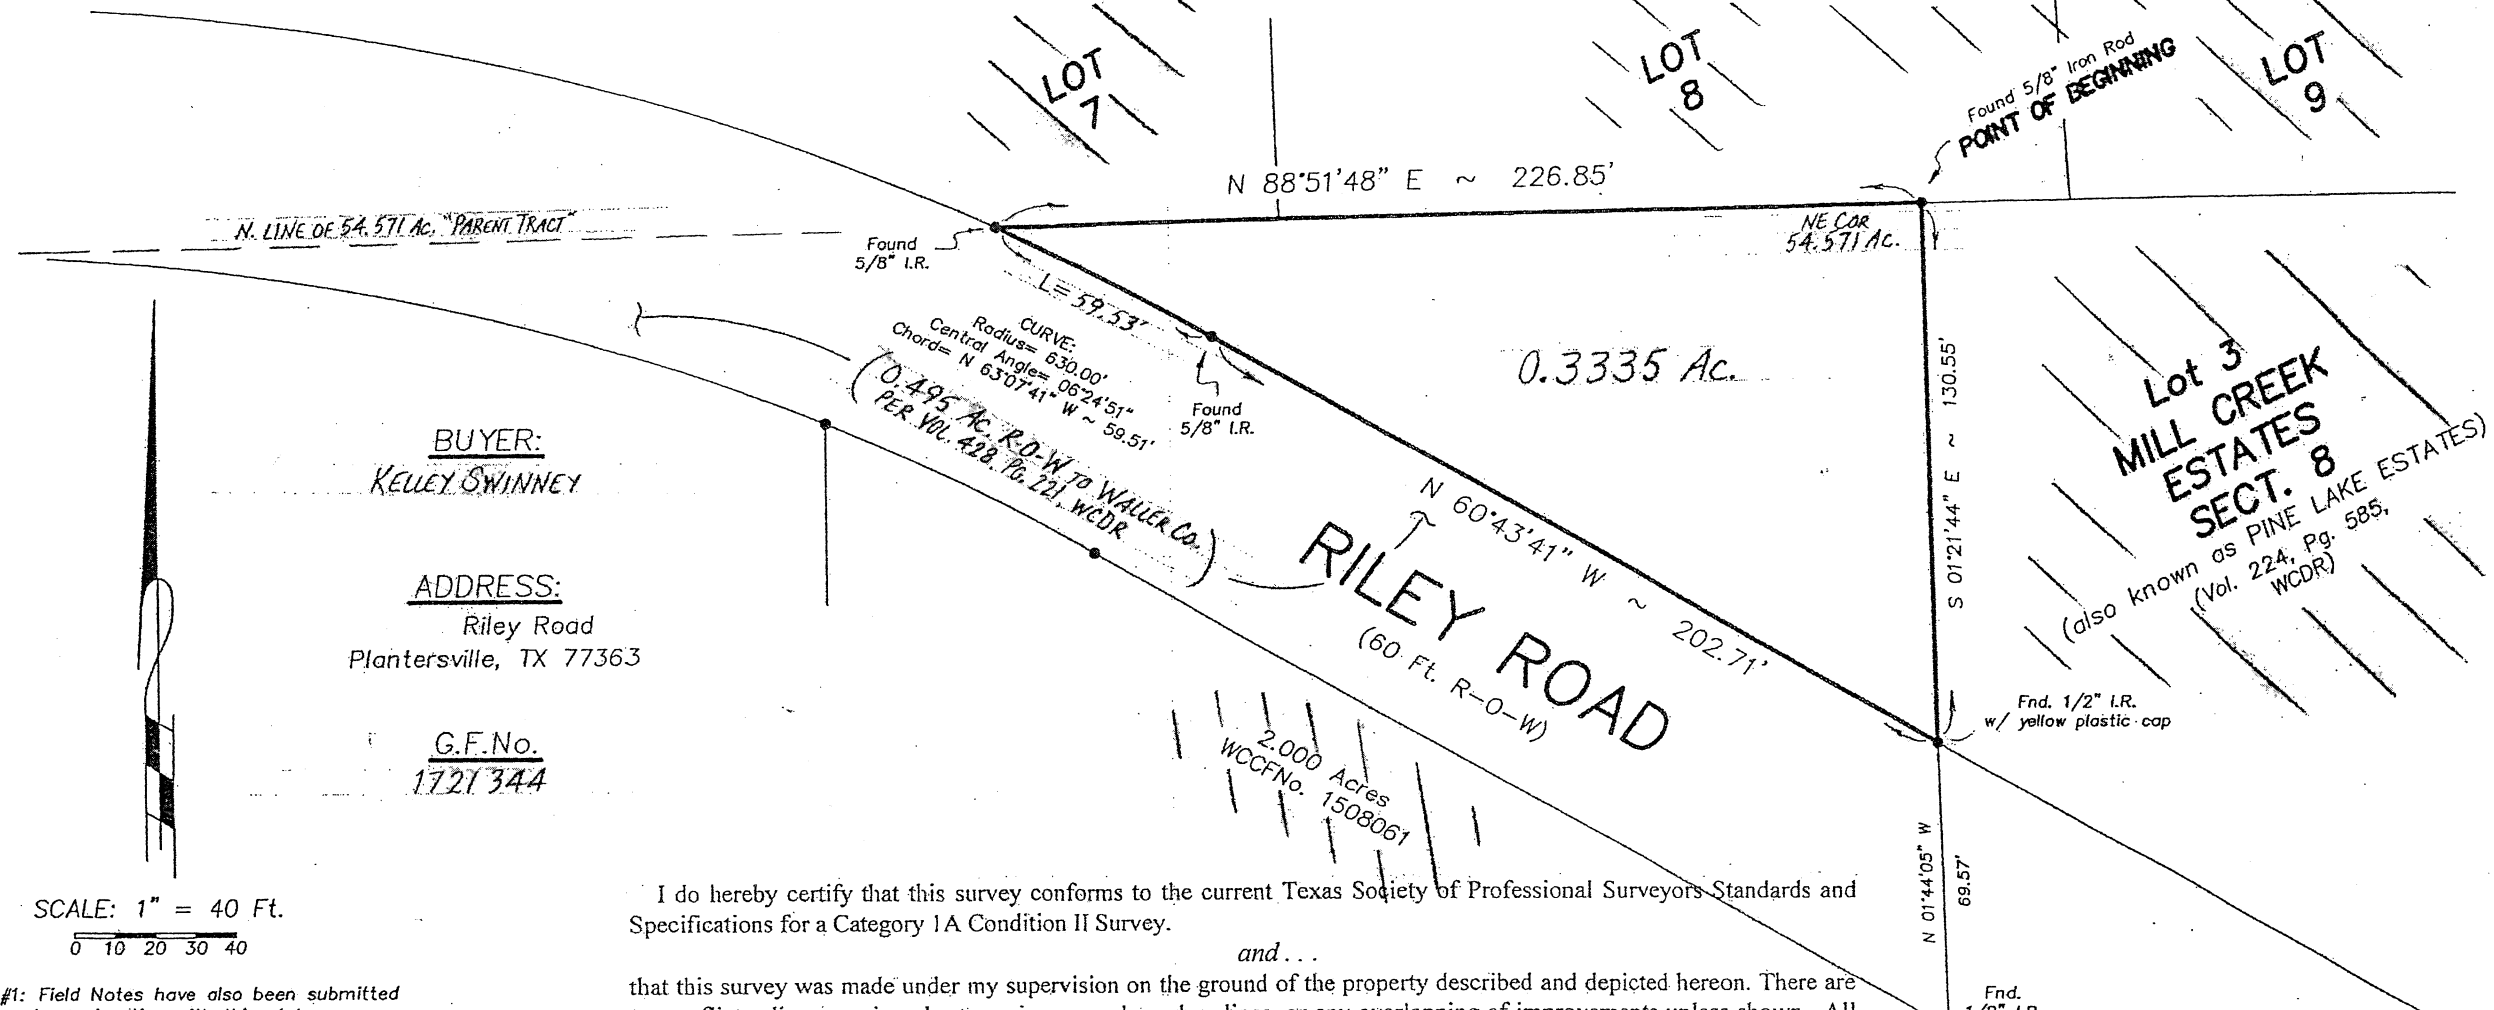 LOT
7
LOT
8
LOT
9
Found 5/8" Iron Rod
POINT OF BEGINNING
N 88°51'48" E ~ 226.85'
N. LINE OF 54.571 AC. "PARENT TRACT"
Found
5/8" I.R.
NE COR
54.571 AC.
L= 59.53'
CURVE:
Radius= 630.00'
Central Angle= 06°24'51"
Chord= N 63°07'41" W ~ 59.51'
(0.495 AC. R-O-W TO WALLER CO.
PER VOL. 428, PG. 221, WCDR)
Found
5/8" I.R.
0.3335 Ac.
S 01°21'44" E ~ 130.55'
Lot 3
MILL CREEK
ESTATES
SECT. 8
(also known as PINE LAKE ESTATES)
(Vol. 224, Pg. 585,
WCDR)
BUYER:
KELLEY SWINNEY
ADDRESS:
Riley Road
Plantersville, TX 77363
G.F.No.
1721344
N 60°43'41" W ~ 202.71'
RILEY ROAD
(60 Ft. R-O-W)
2.000 Acres
WCCFNo. 1508061
Fnd. 1/2" I.R.
w/ yellow plastic cap
N 01°44'05" W
69.57'
SCALE: 1" = 40 Ft.
0 10 20 30 40
I do hereby certify that this survey conforms to the current Texas Society of Professional Surveyors Standards and
Specifications for a Category 1A Condition II Survey.
and . . .
that this survey was made under my supervision on the ground of the property described and depicted hereon. There are
#1: Field Notes have also been submitted
Fnd.